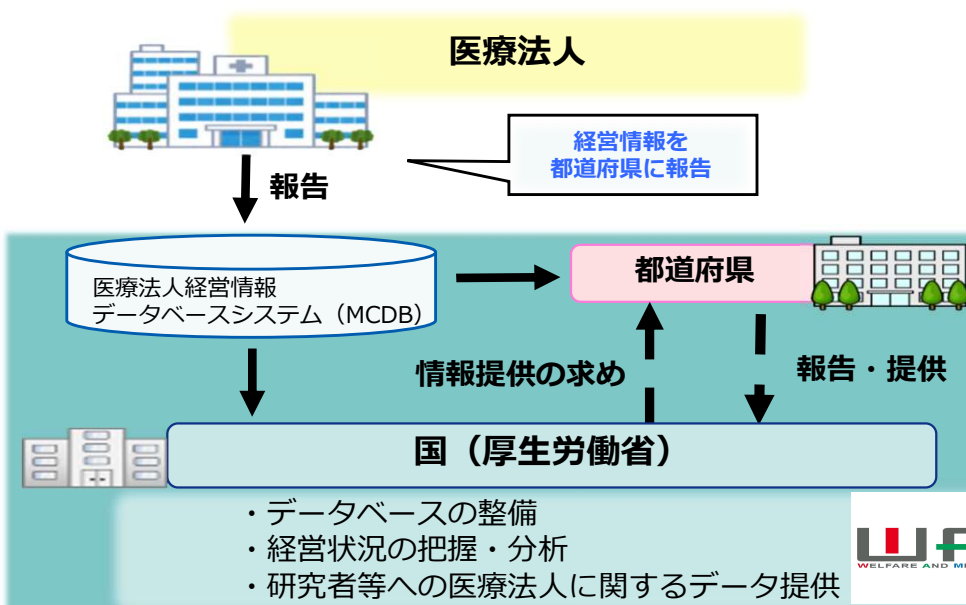 医療法人
経営情報を
都道府県に報告
報告
医療法人経営情報
データベースシステム（MCDB）
都道府県
情報提供の求め
報告・提供
国（厚生労働省）
・データベースの整備
・経営状況の把握・分析
・研究者等への医療法人に関するデータ提供
WELFARE AND